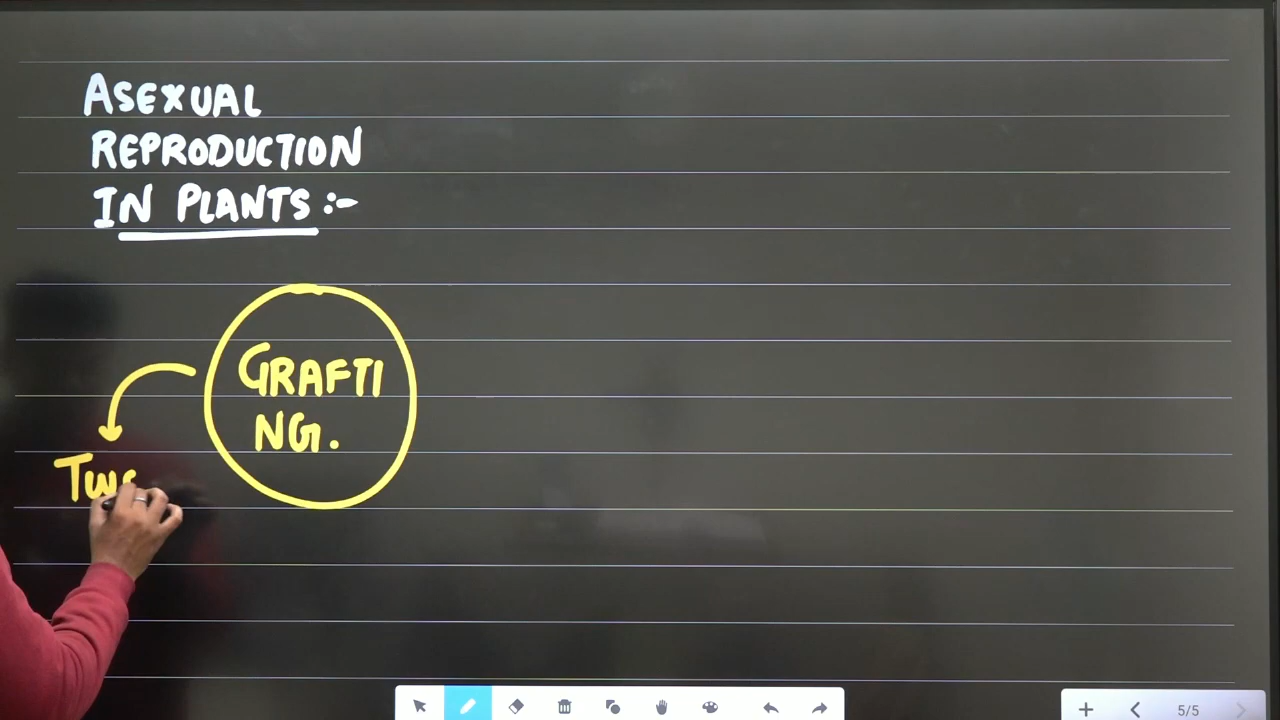 ASEXUAL
REPRODUCTION
IN PLANTS :-
GRAFTI
NG.
5/5